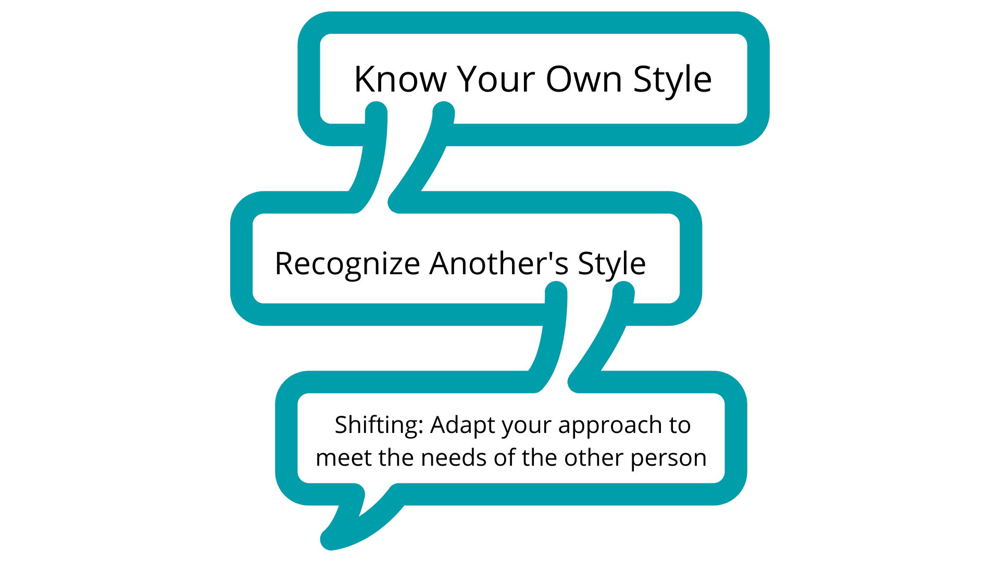 Know Your Own Style
Recognize Another's Style
Shifting: Adapt your approach to
meet the needs of the other person